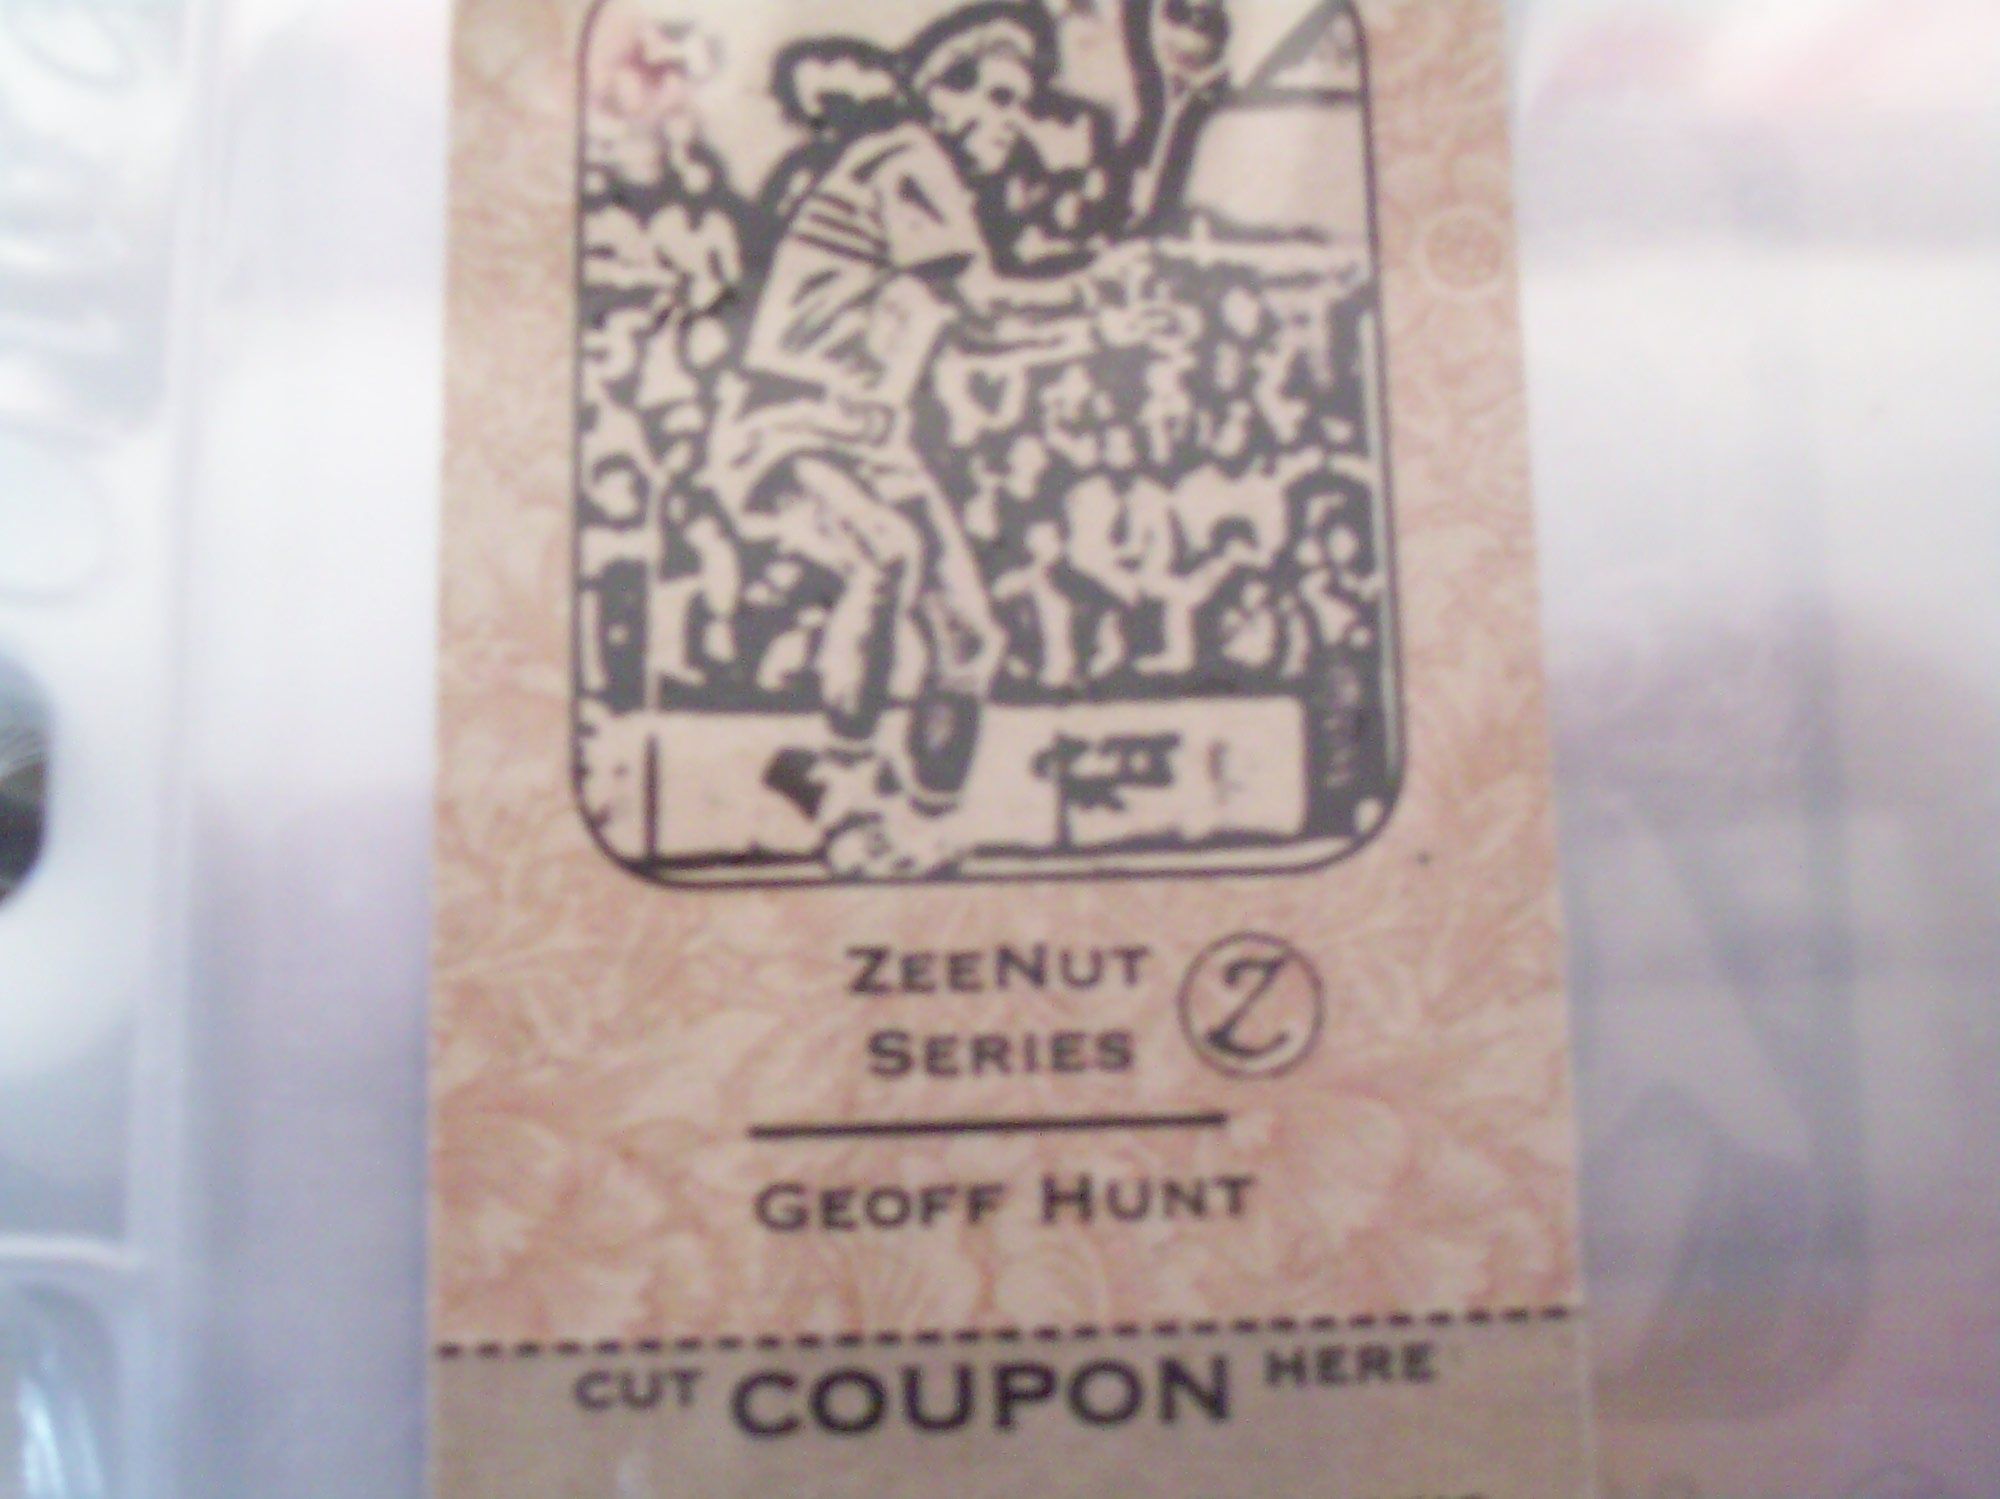 ZEENUT
SERIES
Z
GEOFF HUNT
CUT COUPON HERE